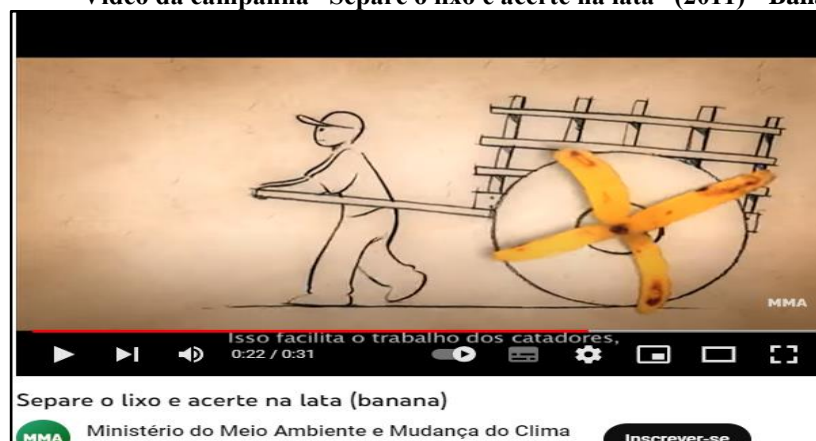 Vídeo da campanha "Separe o lixo e acerte na lata" (2011) - Bana
MMA
Isso facilita o trabalho dos catadores,
0:22 / 0:31
Separe o lixo e acerte na lata (banana)
MMA
Ministério do Meio Ambiente e Mudança do Clima
Inscrever-se